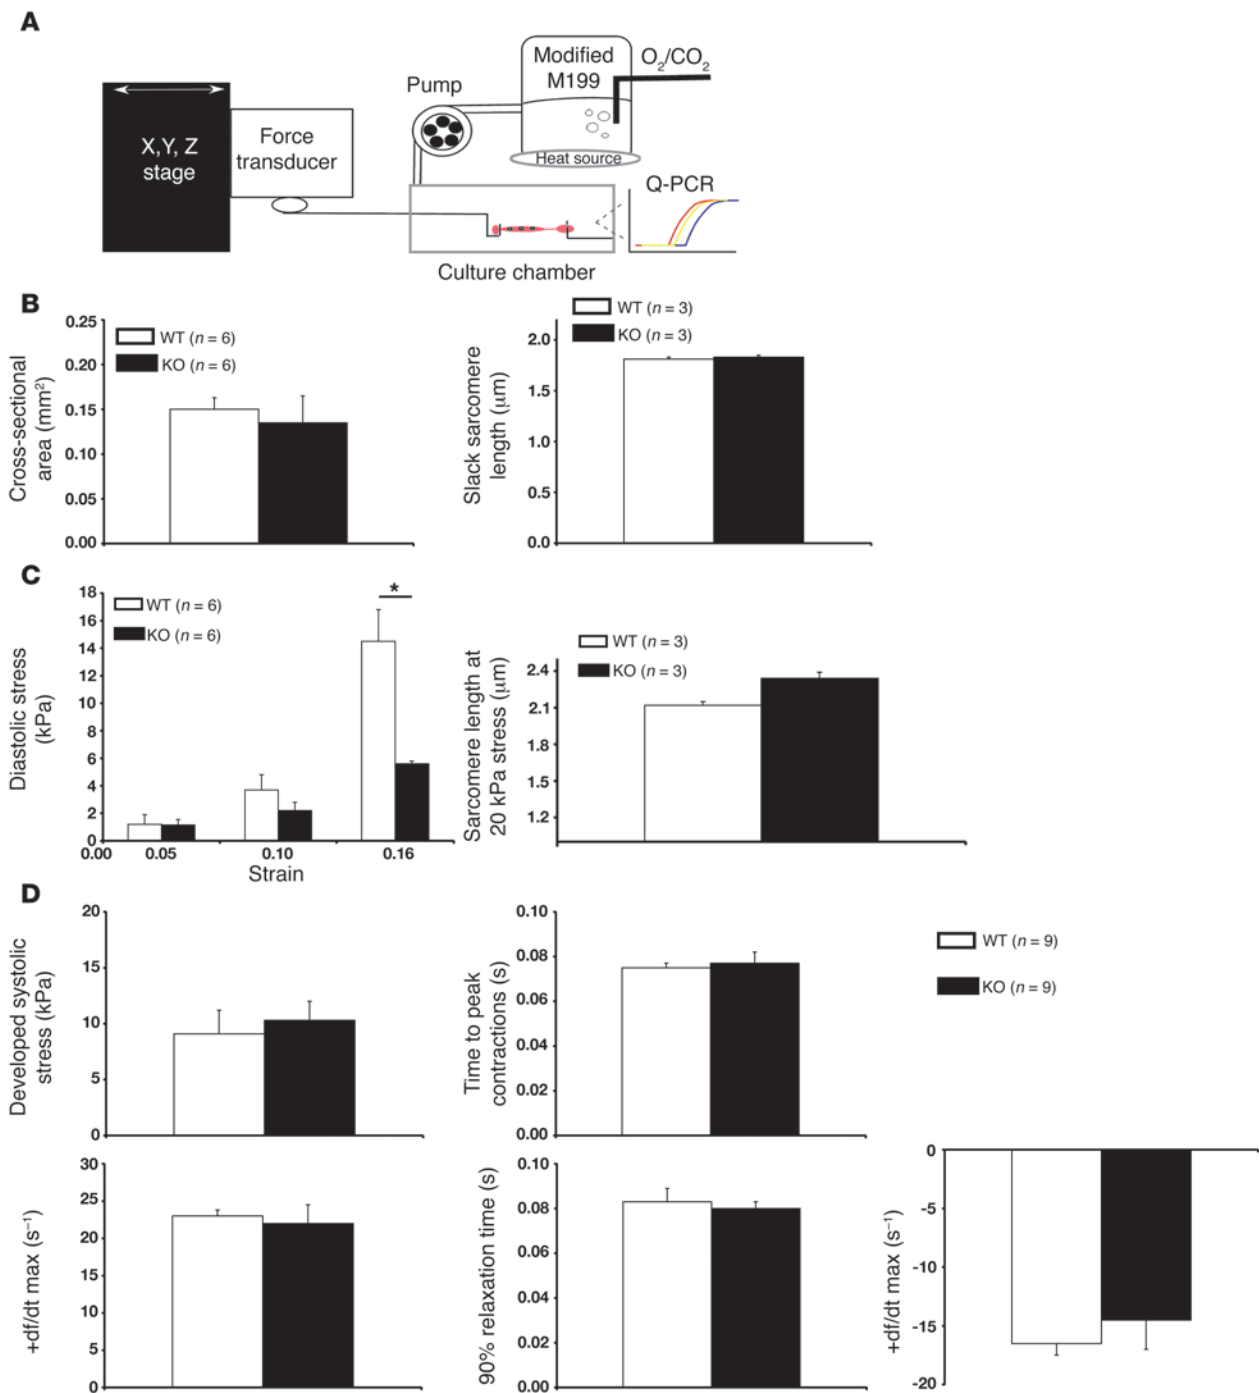 A
X,Y, Z
stage
Force
transducer
Pump
Modified
M199
O₂/CO₂
Heat source
Q-PCR
Culture chamber
B
Cross-sectional
area (mm²)
0.25
0.20
0.15
0.10
0.05
0.00
WT (n = 6)
KO (n = 6)
Slack sarcomere
length (μm)
2.0
1.5
1.0
0.5
0.0
WT (n = 3)
KO (n = 3)
C
Diastolic stress
(kPa)
18
16
14
12
10
8
6
4
2
0
0.00
0.05
0.10
0.16
Strain
WT (n = 6)
KO (n = 6)
*
Sarcomere length at
20 kPa stress (μm)
2.4
2.1
1.8
1.5
1.2
WT (n = 3)
KO (n = 3)
D
Developed systolic
stress (kPa)
20
15
10
5
0
Time to peak
contractions (s)
0.10
0.08
0.06
0.04
0.02
0.00
WT (n = 9)
KO (n = 9)
+df/dt max (s⁻¹)
30
25
20
15
10
5
0
90% relaxation time (s)
0.10
0.08
0.06
0.04
0.02
0.00
+df/dt max (s⁻¹)
0
-5
-10
-15
-20